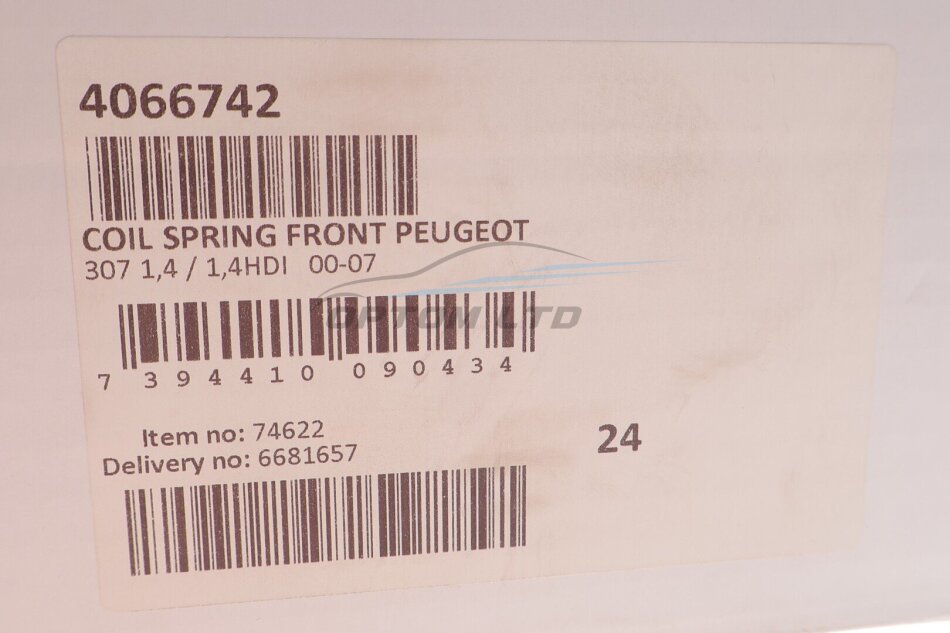 4066742
COIL SPRING FRONT PEUGEOT
307 1,4 / 1,4HDI 00-07
OPTOM LTD
7 394410 090434
Item no: 74622
24
Delivery no: 6681657